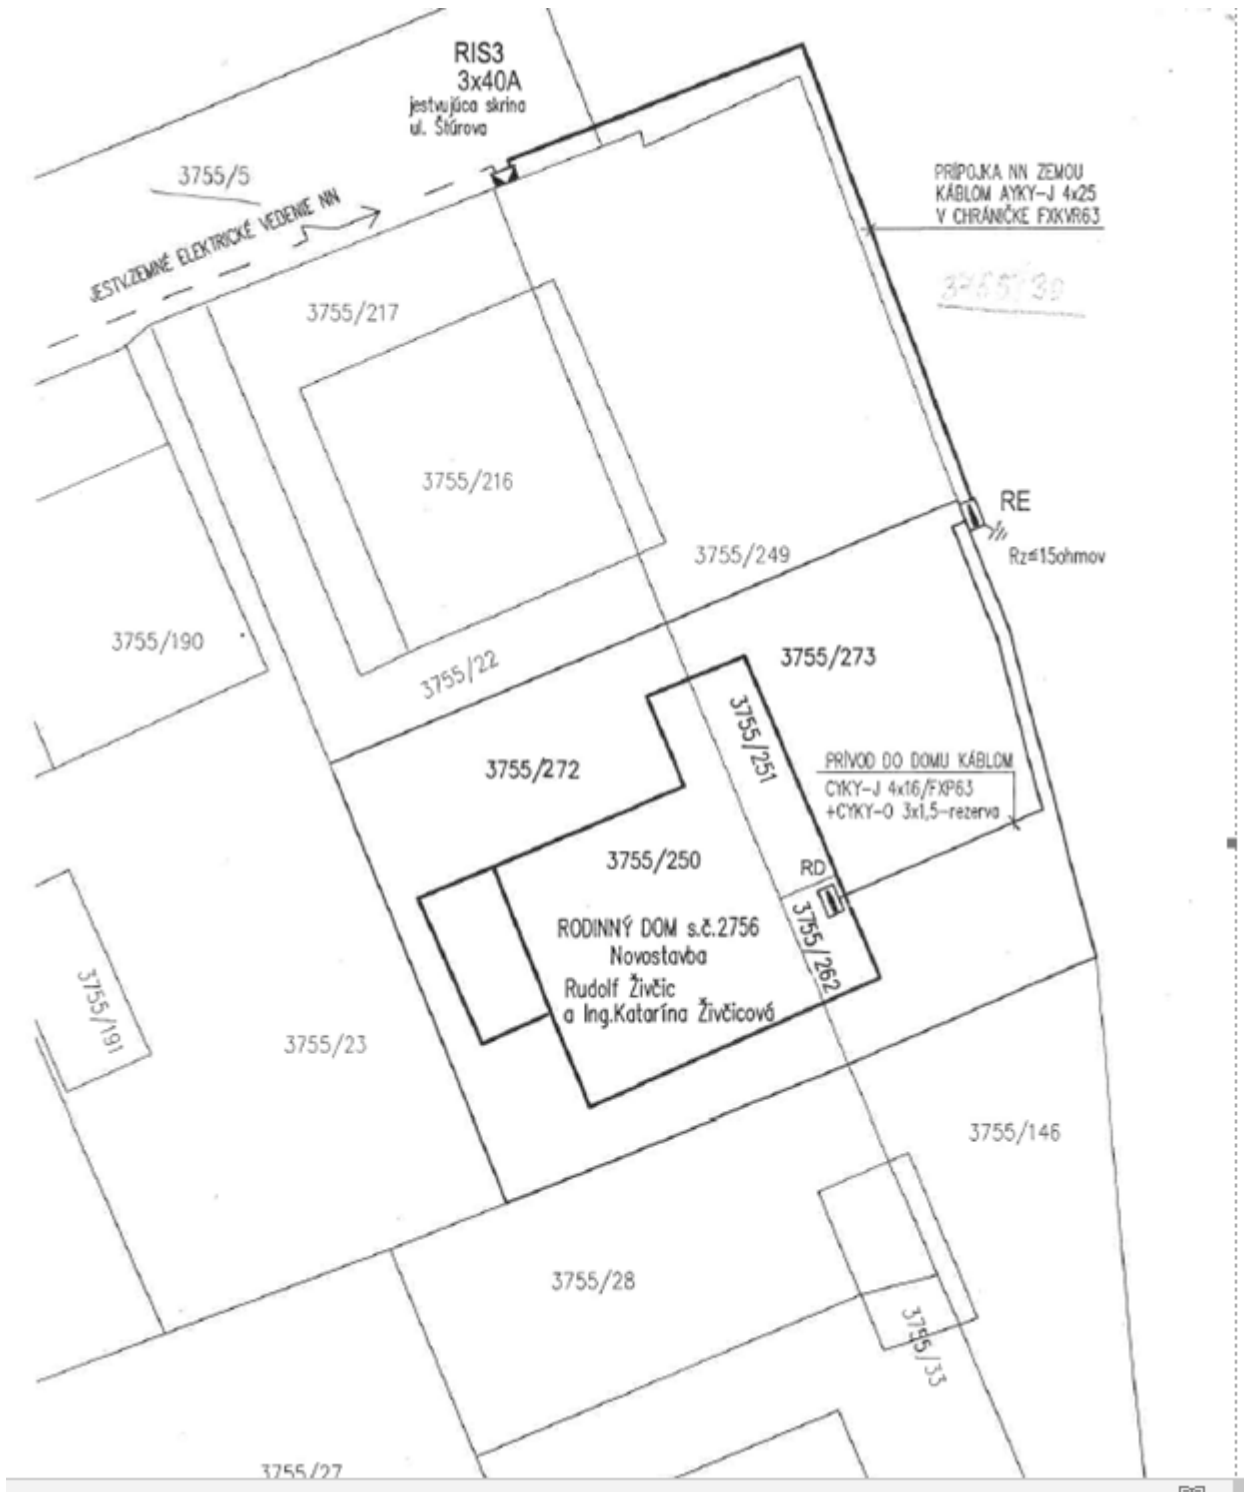 RIS3
3x40A
jestvujúca skrina
ul. Štúrova
3755/5
JESTV.ZEMNÉ ELEKTRICKÉ VEDENIE NN
PRÍPOJKA NN ZEMOU
KÁBLOM AYKY-J 4x25
V CHRÁNIČKE FXKVR63
3755/217
3755/216
RE
Rz≤15ohmov
3755/249
3755/190
3755/22
3755/273
3755/251
3755/272
PRÍVOD DO DOMU KÁBLOM
CYKY-J 4x16/FXP63
+CYKY-O 3x1,5-rezerva
3755/250
RD
3755/262
RODINNÝ DOM s.č.2756
Novostavba
Rudolf Živčic
a Ing.Katarína Živčicová
3755/191
3755/23
3755/146
3755/28
3755/33
3755/27